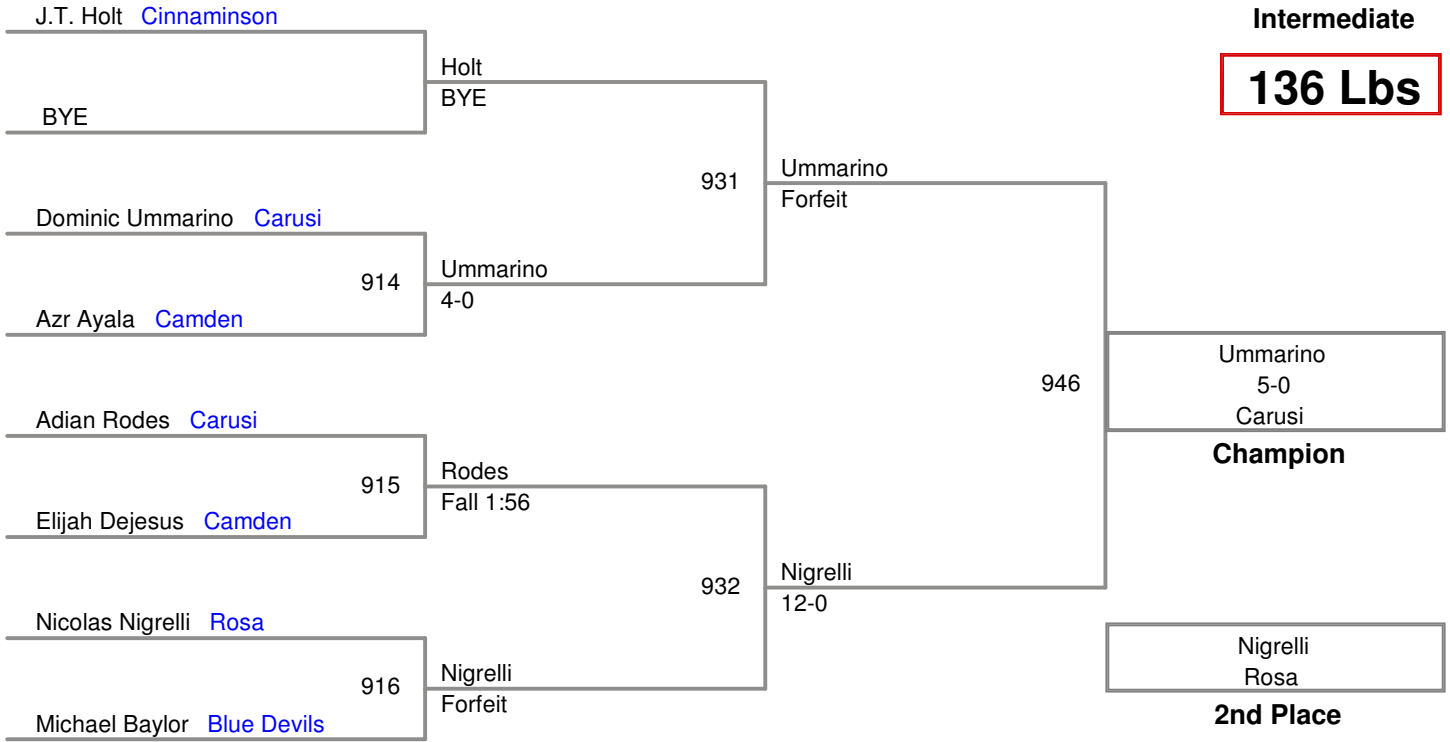 J.T. Holt Cinnaminson
Intermediate
136 Lbs
Holt
BYE
BYE
931
Ummarino
Forfeit
Dominic Ummarino Carusi
914
Ummarino
4-0
Azr Ayala Camden
946
Ummarino
5-0
Carusi
Champion
Adian Rodes Carusi
915
Rodes
Fall 1:56
Elijah Dejesus Camden
932
Nigrelli
12-0
Nicolas Nigrelli Rosa
916
Nigrelli
Forfeit
Michael Baylor Blue Devils
Nigrelli
Rosa
2nd Place